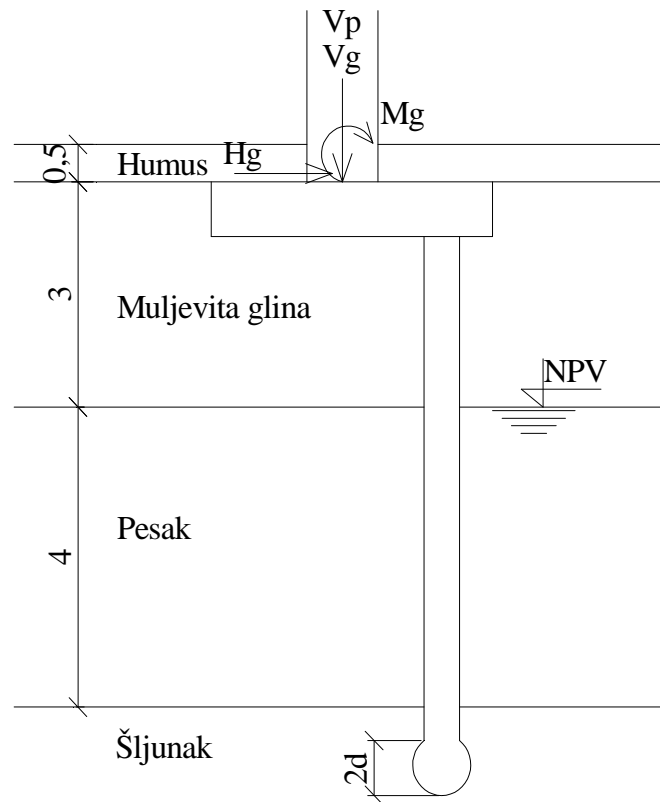 Vp
Vg
Mg
Hg
0,5
Humus
3
Muljevita glina
NPV
Pesak
4
Šljunak
2d